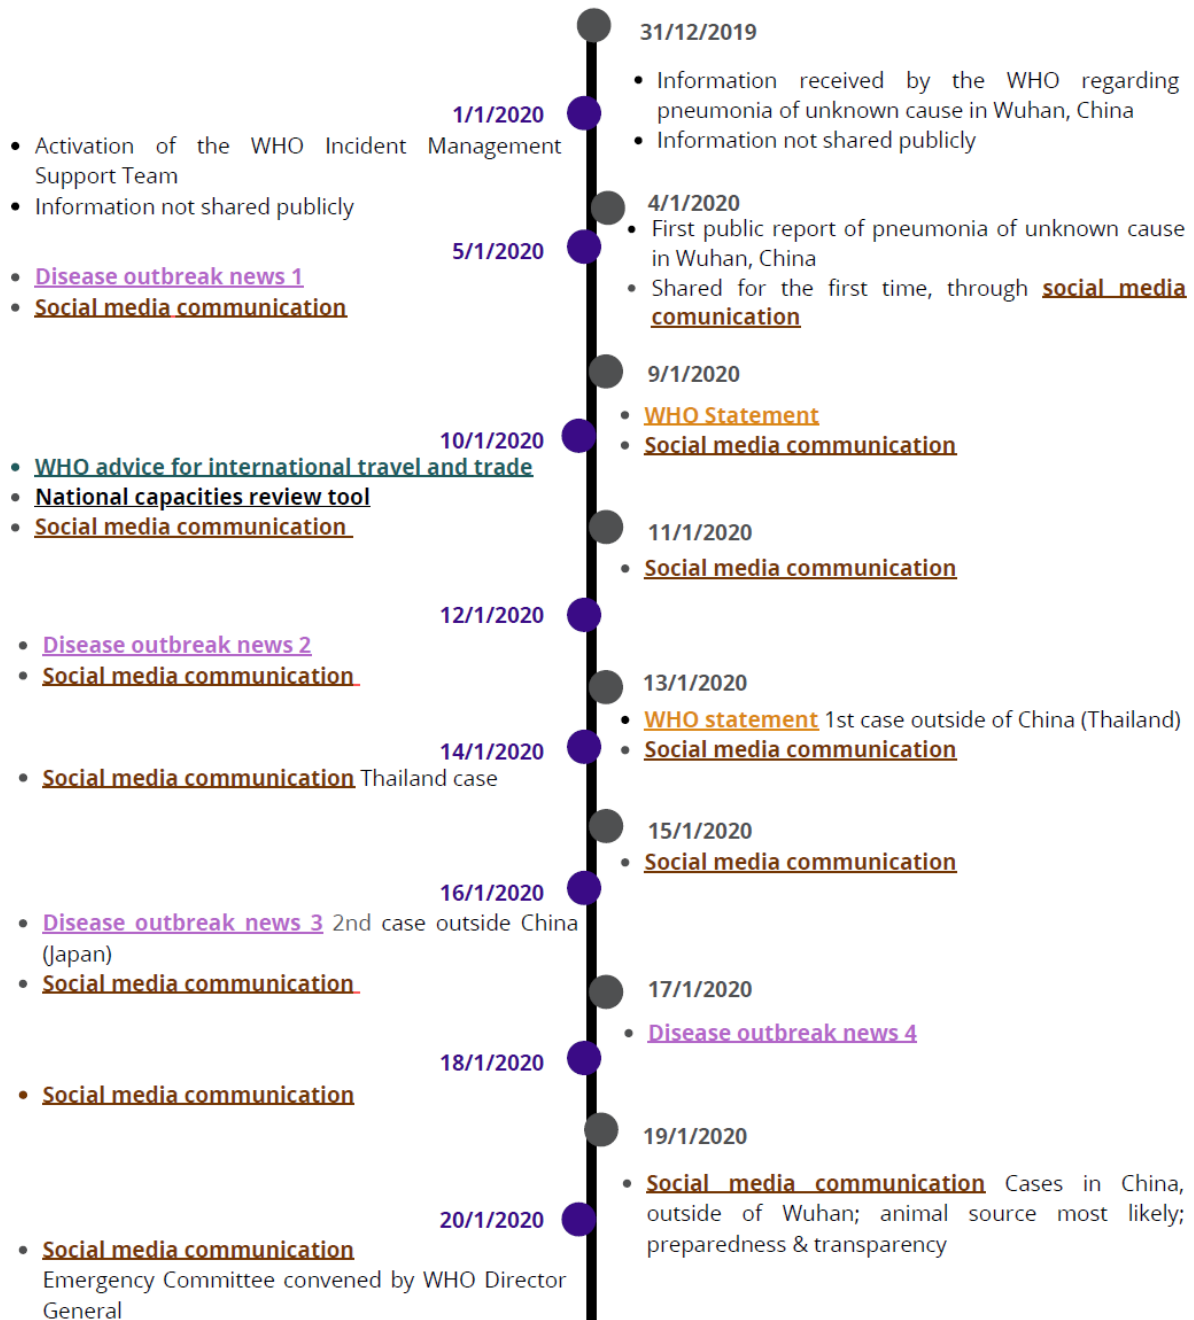 31/12/2019
• Information received by the WHO regarding
pneumonia of unknown cause in Wuhan, China
• Information not shared publicly
1/1/2020
• Activation of the WHO Incident Management
Support Team
• Information not shared publicly
4/1/2020
• First public report of pneumonia of unknown cause
in Wuhan, China
• Shared for the first time, through social media
comunication
5/1/2020
• Disease outbreak news 1
• Social media communication
9/1/2020
• WHO Statement
• Social media communication
10/1/2020
• WHO advice for international travel and trade
• National capacities review tool
• Social media communication
11/1/2020
• Social media communication
12/1/2020
• Disease outbreak news 2
• Social media communication
13/1/2020
• WHO statement 1st case outside of China (Thailand)
• Social media communication
14/1/2020
• Social media communication Thailand case
15/1/2020
• Social media communication
16/1/2020
• Disease outbreak news 3 2nd case outside China
(Japan)
• Social media communication
17/1/2020
• Disease outbreak news 4
18/1/2020
• Social media communication
19/1/2020
• Social media communication Cases in China,
outside of Wuhan; animal source most likely;
preparedness & transparency
20/1/2020
• Social media communication
Emergency Committee convened by WHO Director
General